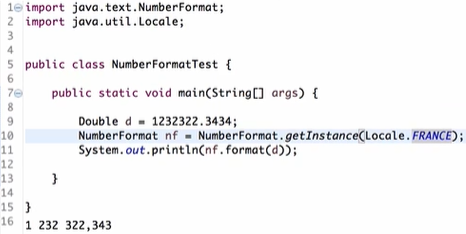 1 import java.text.NumberFormat;
2 import java.util.Locale;
3
4
5 public class NumberFormatTest {
6
7     public static void main(String[] args) {
8
9         Double d = 1232322.3434;
10         NumberFormat nf = NumberFormat.getInstance(Locale.FRANCE);
11         System.out.println(nf.format(d));
12
13     }
14
15 }
16
1 232 322,343